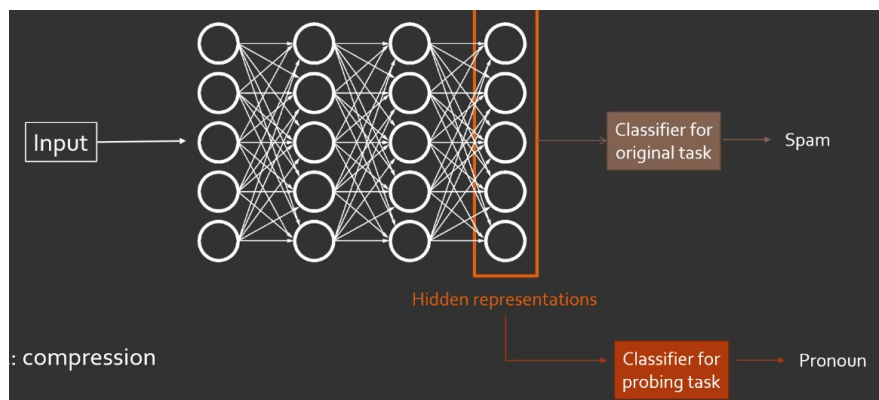 Input
Classifier for
original task
Spam
Hidden representations
: compression
Classifier for
probing task
Pronoun